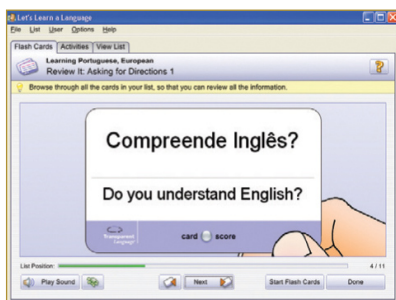 Let's Learn a Language
File List User Options Help
Flash Cards Activities View List
Learning Portuguese, European
Review It: Asking for Directions 1
Browse through all the cards in your list, so that you can review all the information.
Compreende Inglês?
Do you understand English?
Transparent
Language
card score
List Position: 4 / 11
Play Sound Next Start Flash Cards Done